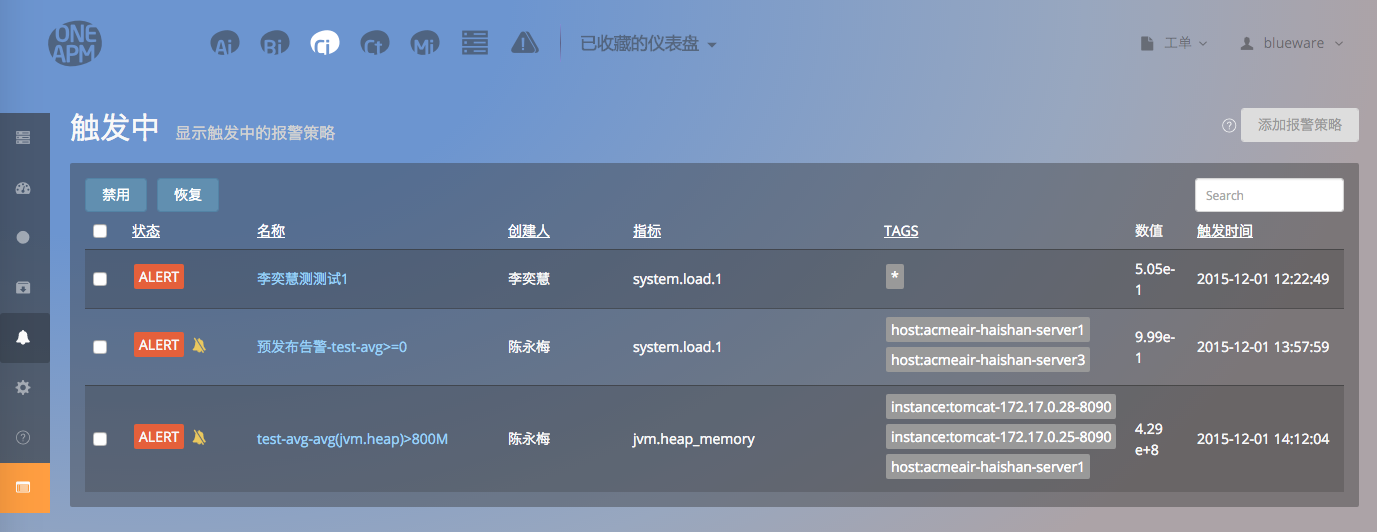 ONE
APM
Ai Bi Ci Ct Mi 已收藏的仪表盘 工单 blueware
触发中 显示触发中的报警策略 添加报警策略
禁用 恢复 Search
状态 名称 创建人 指标 TAGS 数值 触发时间
ALERT 李奕慧测测试1 李奕慧 system.load.1 * 5.05e-
1 2015-12-01 12:22:49
ALERT 预发布告警-test-avg>=0 陈永梅 system.load.1 host:acmeair-haishan-server1
host:acmeair-haishan-server3 9.99e-
1 2015-12-01 13:57:59
ALERT test-avg-avg(jvm.heap)>800M 陈永梅 jvm.heap_memory instance:tomcat-172.17.0.28-8090
instance:tomcat-172.17.0.25-8090
host:acmeair-haishan-server1 4.29
e+8 2015-12-01 14:12:04